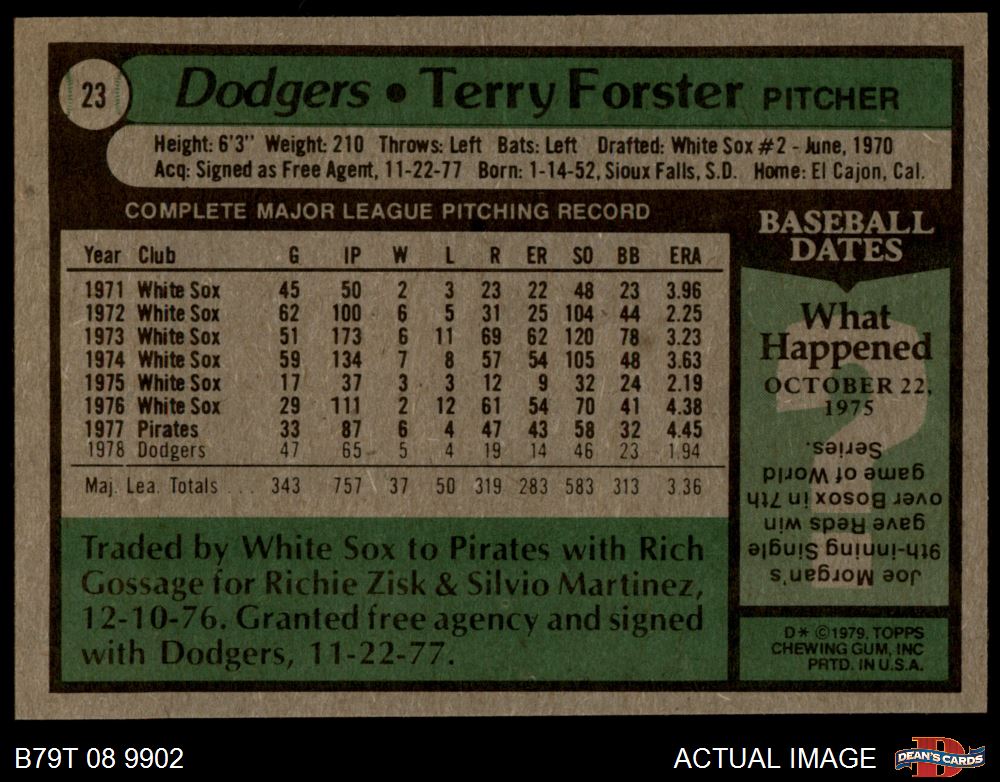 23
Dodgers • Terry Forster PITCHER
Height: 6'3" Weight: 210 Throws: Left Bats: Left Drafted: White Sox #2 - June, 1970
Acq: Signed as Free Agent, 11-22-77 Born: 1-14-52, Sioux Falls, S.D. Home: El Cajon, Cal.
COMPLETE MAJOR LEAGUE PITCHING RECORD
Year Club G IP W L R ER SO BB ERA
1971 White Sox 45 50 2 3 23 22 48 23 3.96
1972 White Sox 62 100 6 5 31 25 104 44 2.25
1973 White Sox 51 173 6 11 69 62 120 78 3.23
1974 White Sox 59 134 7 8 57 54 105 48 3.63
1975 White Sox 17 37 3 3 12 9 32 24 2.19
1976 White Sox 29 111 2 12 61 54 70 41 4.38
1977 Pirates 33 87 6 4 47 43 58 32 4.45
1978 Dodgers 47 65 5 4 19 14 46 23 1.94
Maj. Lea. Totals ... 343 757 37 50 319 283 583 313 3.36
Traded by White Sox to Pirates with Rich
Gossage for Richie Zisk & Silvio Martinez,
12-10-76. Granted free agency and signed
with Dodgers, 11-22-77.
BASEBALL
DATES
What
Happened
OCTOBER 22,
1975
Joe Morgan's
9th-inning Single
gave Reds win
over Bosox in 7th
game of World
Series.
D* ©1979. TOPPS
CHEWING GUM, INC
PRTD. IN U.S.A.
B79T 08 9902
ACTUAL IMAGE
DEAN'S CARDS